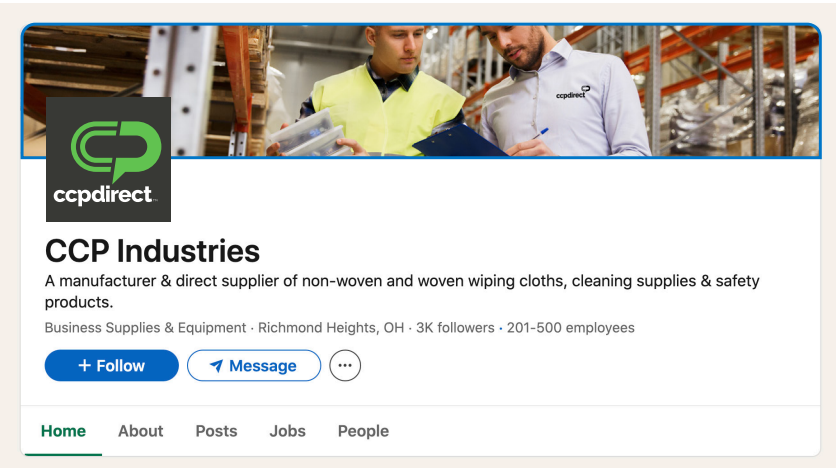 ccpdirect
ccpdirect
CCP Industries
A manufacturer & direct supplier of non-woven and woven wiping cloths, cleaning supplies & safety
products.
Business Supplies & Equipment · Richmond Heights, OH · 3K followers · 201-500 employees
+ Follow
Message
Home
About
Posts
Jobs
People